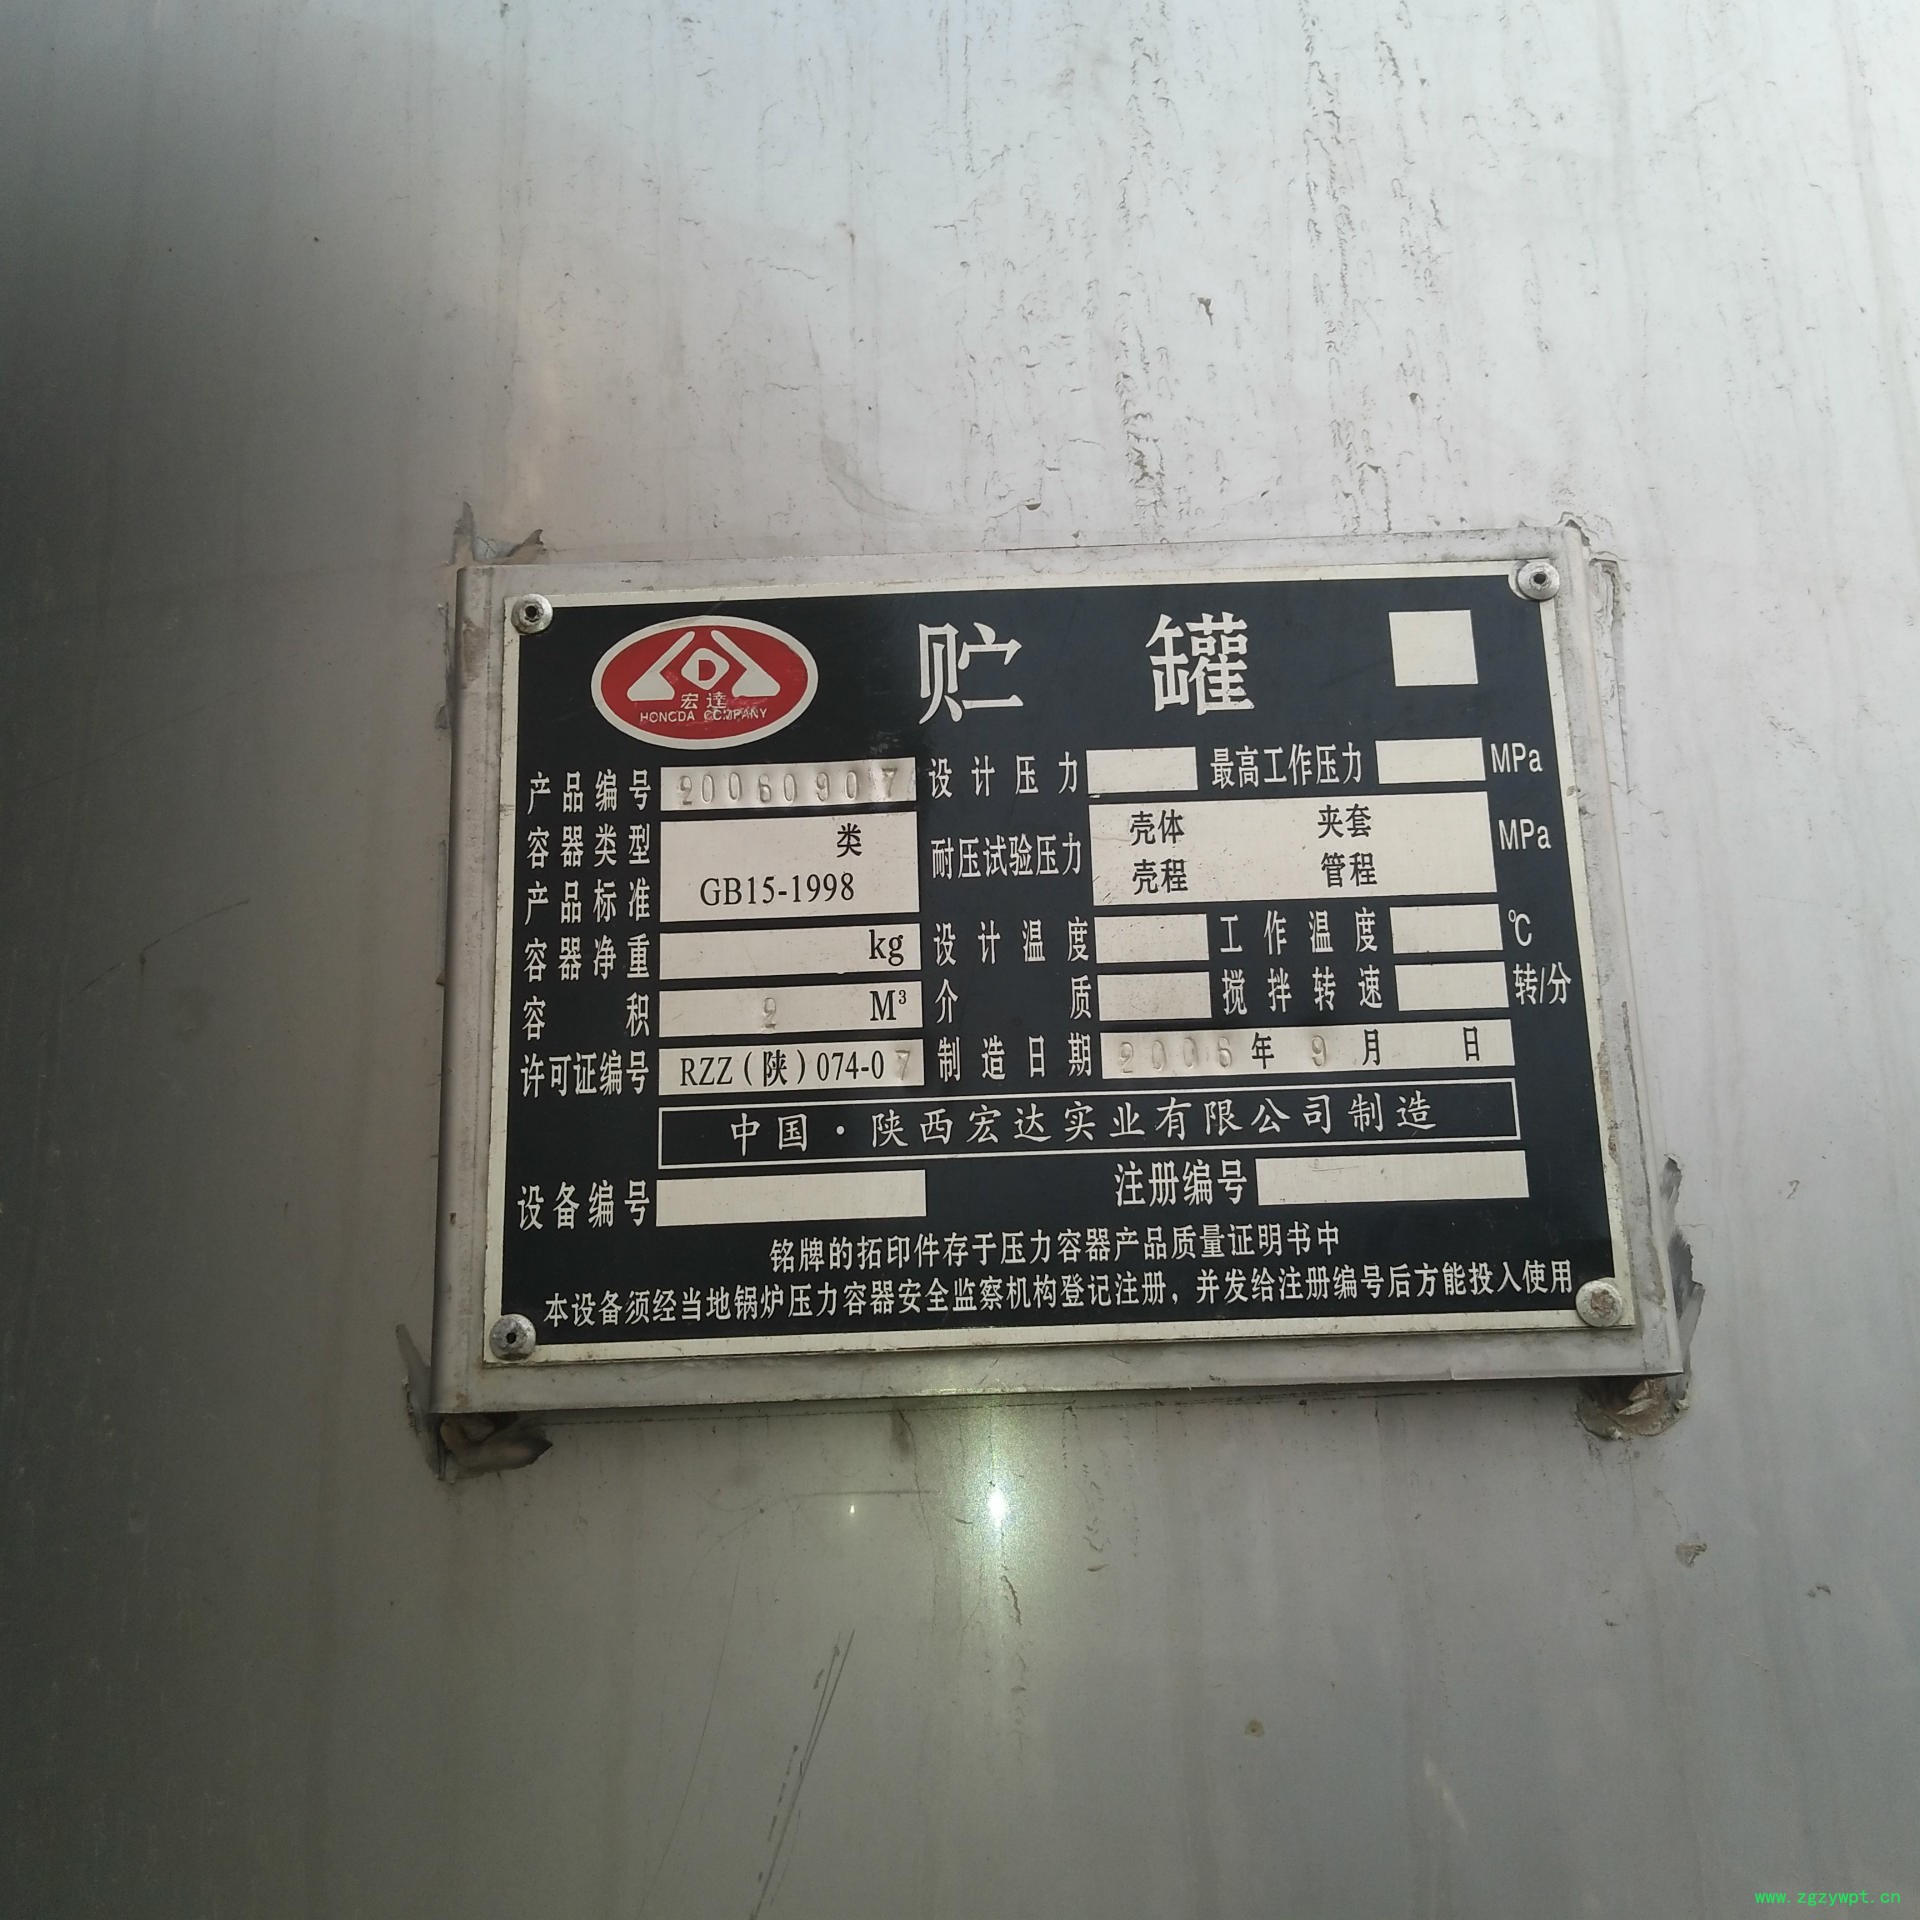 宏達
HONGDA COMPANY
贮罐
产品编号 20060907 设计压力 最高工作压力 MPa
容器类型 类
耐压试验压力 壳体 夹套 MPa
壳程 管程
产品标准 GB15-1998
容器净重 kg 设计温度 工作温度 ℃
容积 2 M³ 介质 搅拌转速 转/分
许可证编号 RZZ(陕)074-07 制造日期 2006年9月 日
中国·陕西宏达实业有限公司制造
设备编号 注册编号
铭牌的拓印件存于压力容器产品质量证明书中
本设备须经当地锅炉压力容器安全监察机构登记注册，并发给注册编号后方能投入使用
www.zgzywpt.cn